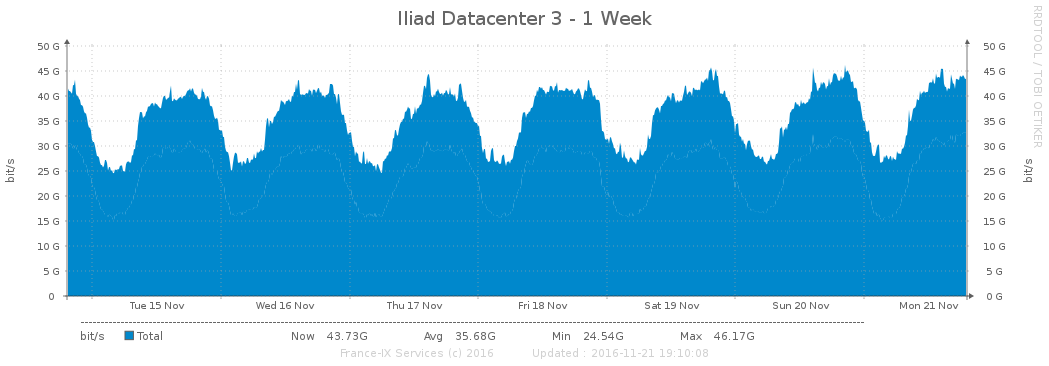 Iliad Datacenter 3 - 1 Week
RRDTOOL / TOBI OETIKER
bit/s
50 G
45 G
40 G
35 G
30 G
25 G
20 G
15 G
10 G
5 G
0
50 G
45 G
40 G
35 G
30 G
25 G
20 G
15 G
10 G
5 G
0 G
bit/s
Tue 15 Nov Wed 16 Nov Thu 17 Nov Fri 18 Nov Sat 19 Nov Sun 20 Nov Mon 21 Nov
bit/s Total Now 43.73G Avg 35.68G Min 24.54G Max 46.17G
France-IX Services (c) 2016 Updated : 2016-11-21 19:10:08